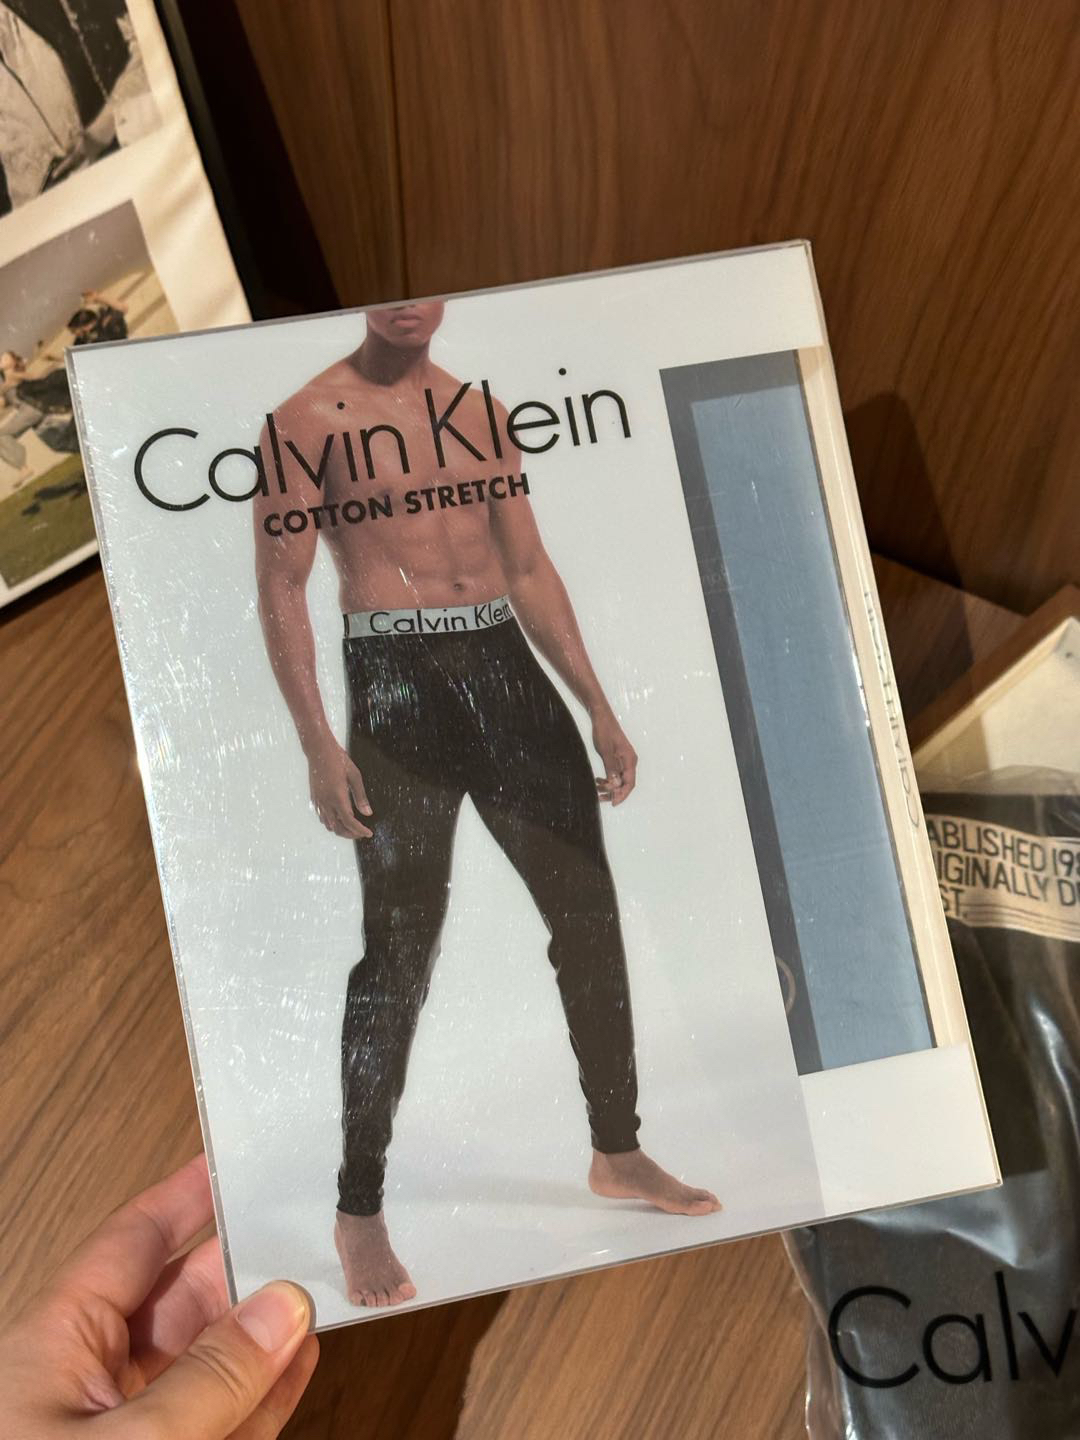 Calvin Klein
COTTON STRETCH
Calvin Klein
ABLISHED 19
IGINALLY D
ST.
Calv